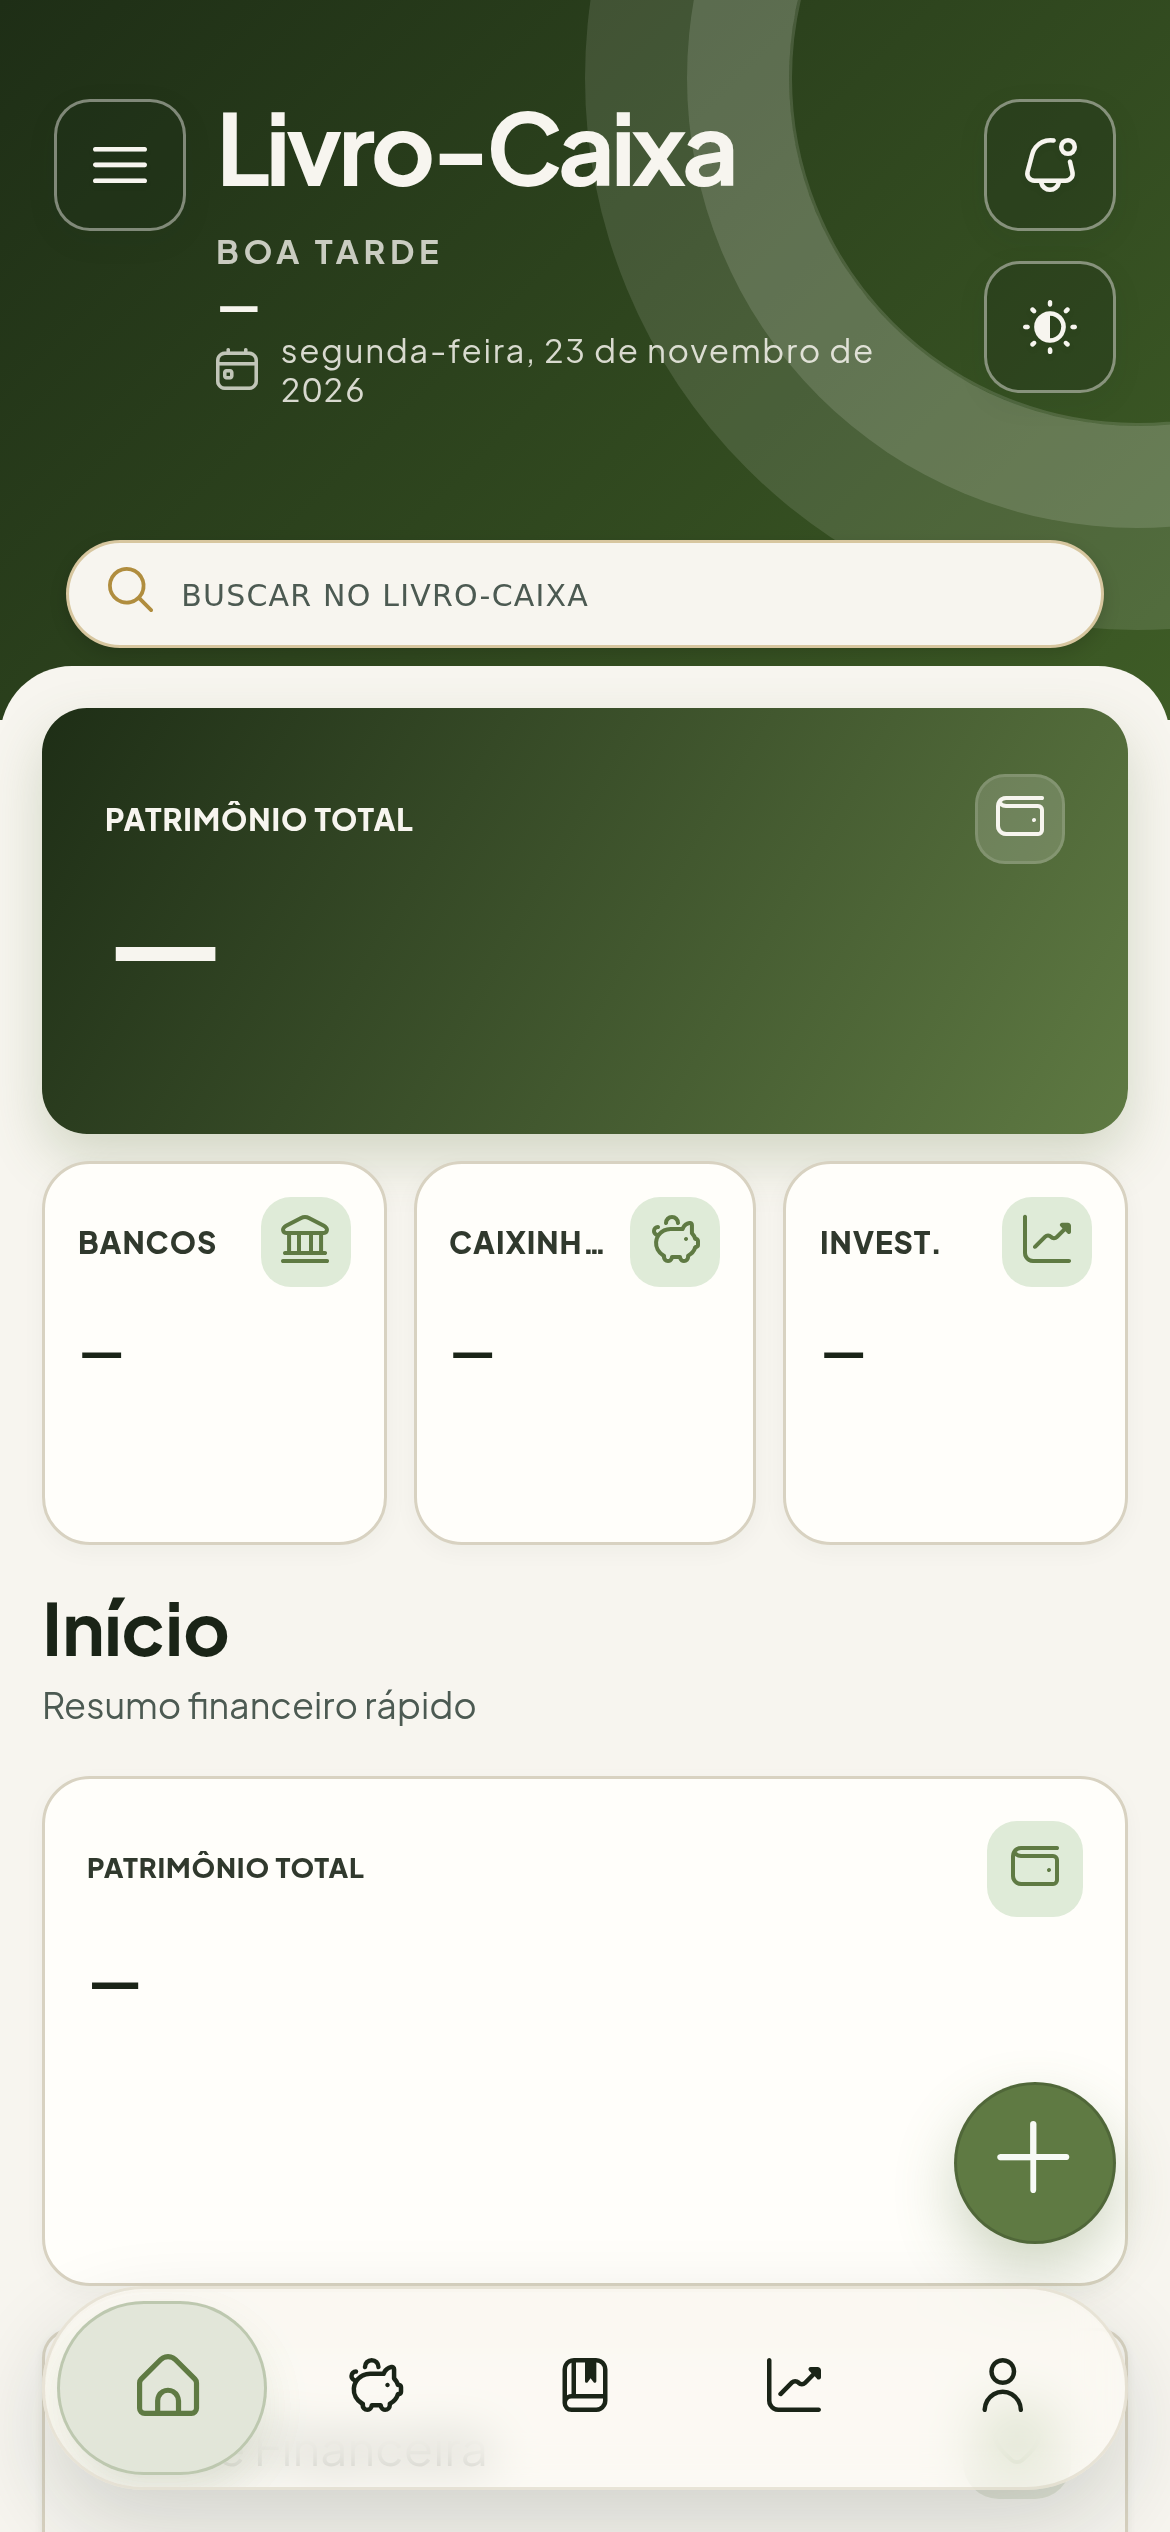 Livro-Caixa
BOA TARDE
—
segunda-feira, 23 de novembro de
2026
BUSCAR NO LIVRO-CAIXA
PATRIMÔNIO TOTAL
—
BANCOS
CAIXINH...
INVEST.
—
—
—
Início
Resumo financeiro rápido
PATRIMÔNIO TOTAL
—
Financeira